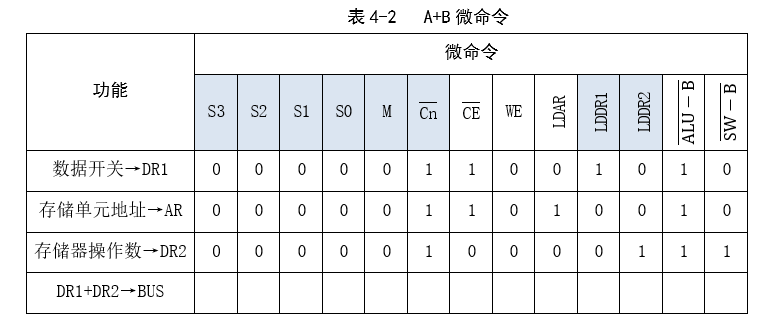 表 4-2 A+B 微命令
功能 微命令
S3 S2 S1 S0 M Cn CE WE LDAR LDDR1 LDDR2 ALU－B SW－B
数据开关→DR1 0 0 0 0 0 1 1 0 0 1 0 1 0
存储单元地址→AR 0 0 0 0 0 1 1 0 1 0 0 1 0
存储器操作数→DR2 0 0 0 0 0 1 0 0 0 0 1 1 1
DR1+DR2→BUS